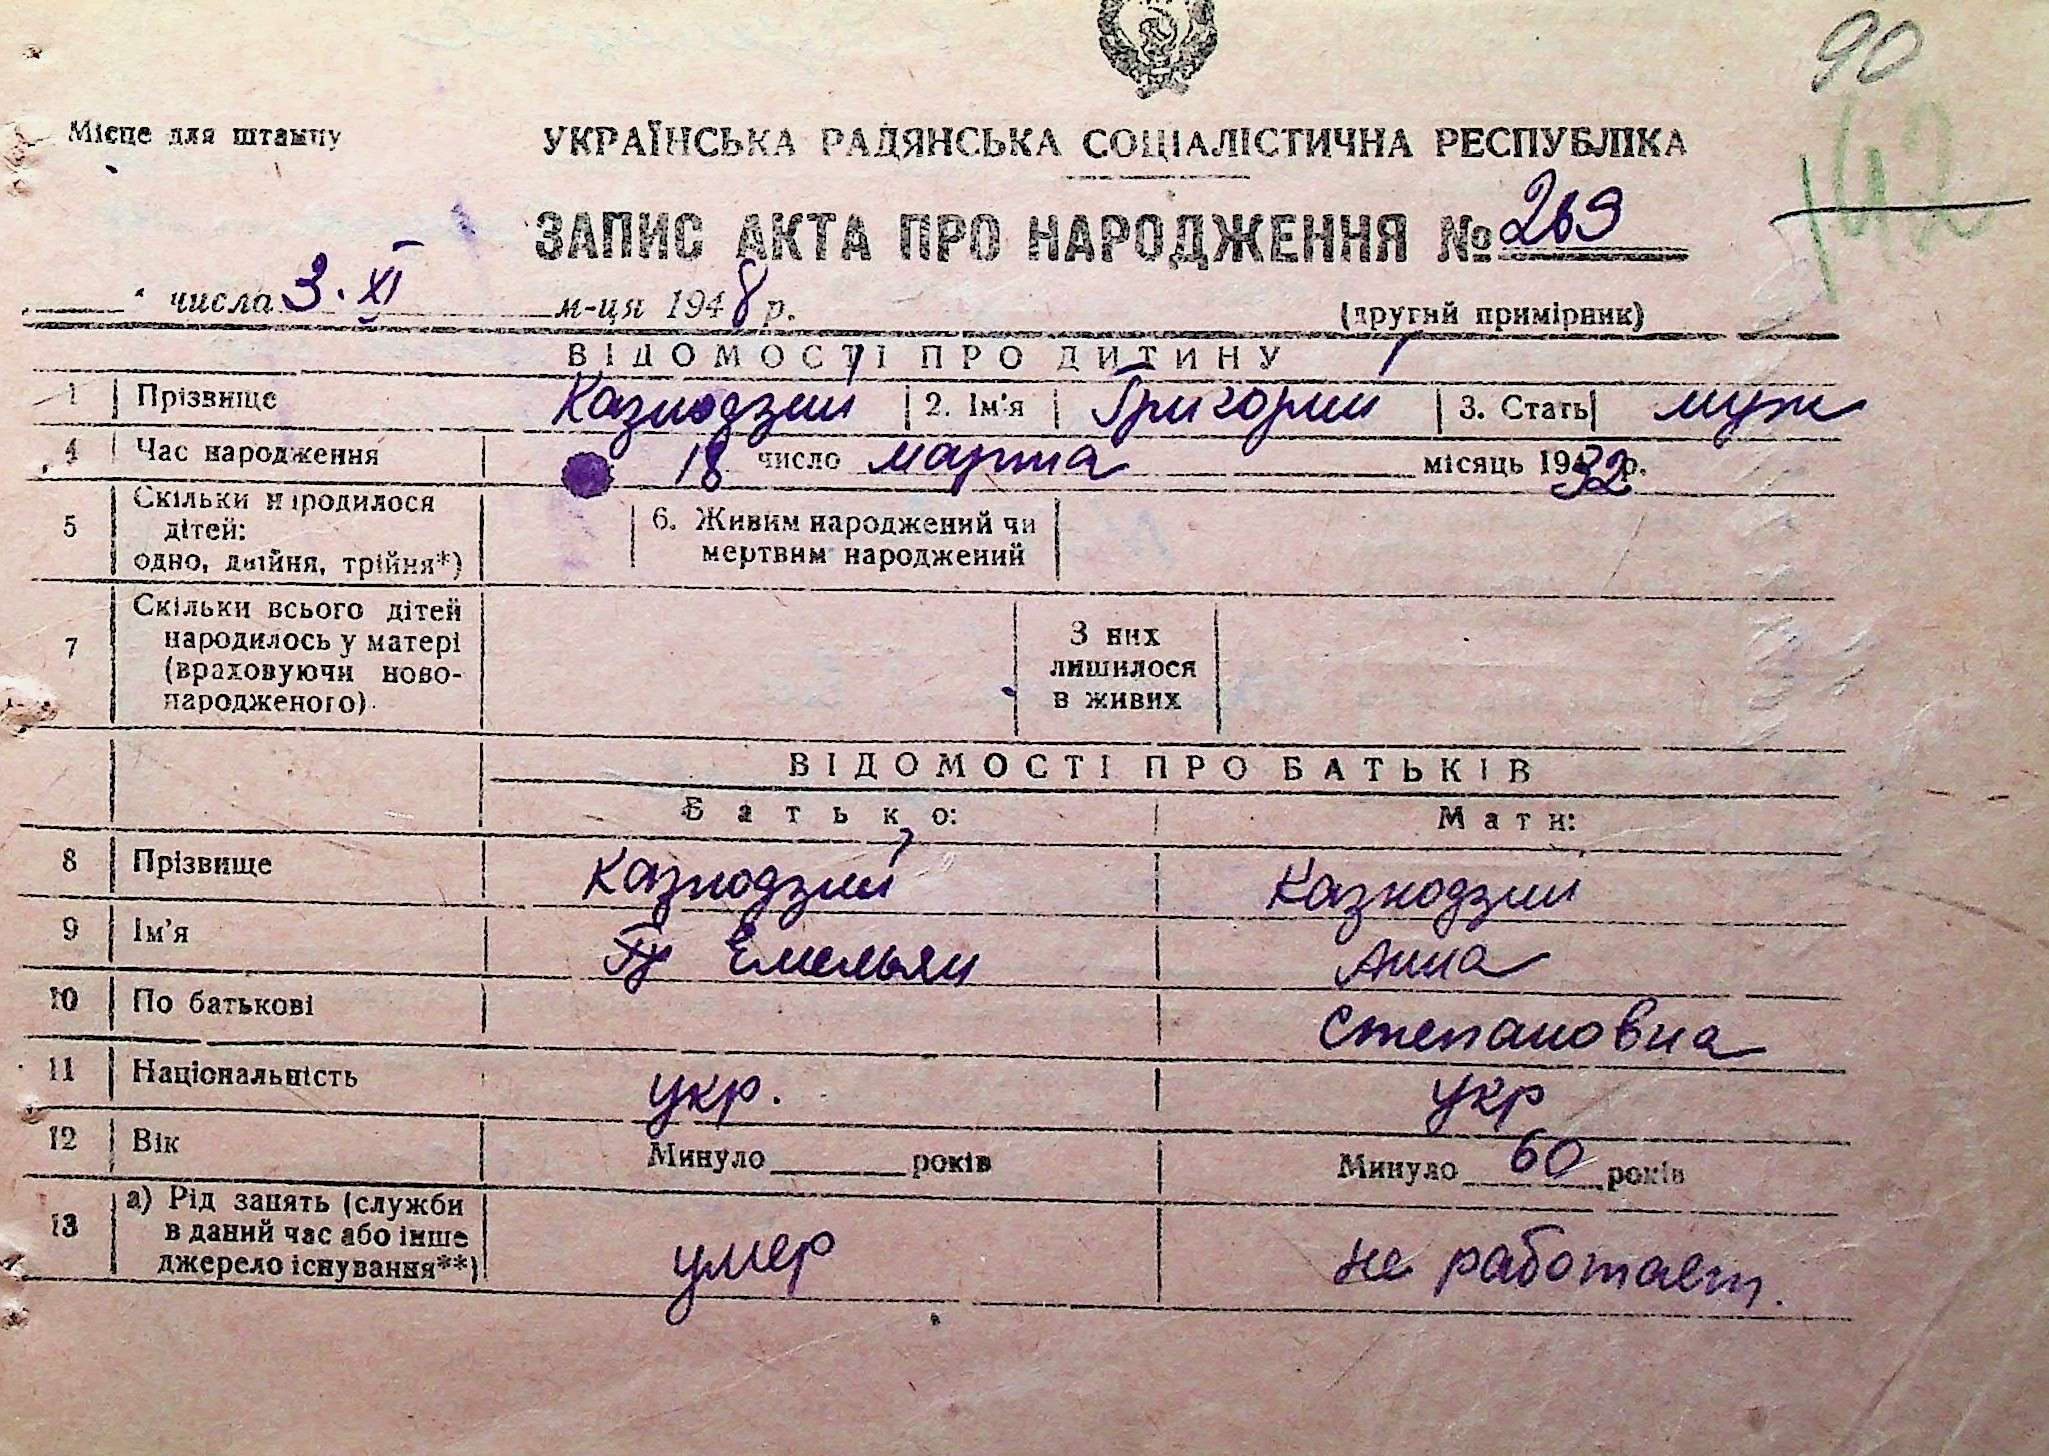 90
142
Місце для штампу
УКРАЇНСЬКА РАДЯНСЬКА СОЦІАЛІСТИЧНА РЕСПУБЛІКА
ЗАПИС АКТА ПРО НАРОДЖЕННЯ № 269
числа 3. XI м-ця 1948 р.
(другий примірник)
ВІДОМОСТІ ПРО ДИТИНУ
1 Прізвище Казнодзий 2. Ім'я Григорий 3. Стать муж
4 Час народження 18 число марта місяць 1932 р.
5 Скільки народилося
дітей:
одно, двійня, трійня*)
6. Живим народжений чи
мертвим народжений
7 Скільки всього дітей
народилось у матері
(враховуючи ново-
народженого)
З них
лишилося
в живих
ВІДОМОСТІ ПРО БАТЬКІВ
Батько: Мати:
8 Прізвище Казнодзий Казнодзий
9 Ім'я Емельян Анна
10 По батькові Степановна
11 Національність укр. укр
12 Вік Минуло років Минуло 60 років
13 а) Рід занять (служби
в даний час або інше
джерело існування**)
умер не работает.